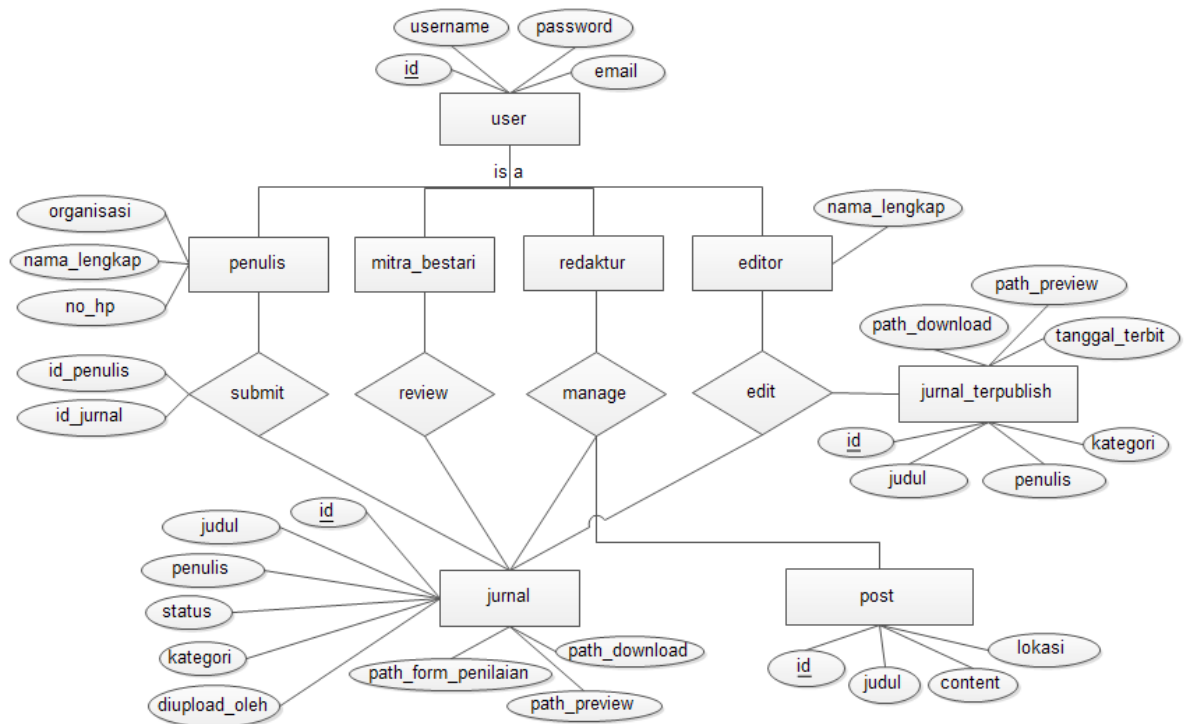 username
password
id
email
user
is a
organisasi
nama_lengkap
no_hp
penulis
mitra_bestari
redaktur
editor
nama_lengkap
path_preview
path_download
tanggal_terbit
id_penulis
id_jurnal
submit
review
manage
edit
jurnal_terpublish
id
judul
penulis
kategori
id
judul
penulis
status
kategori
diupload_oleh
jurnal
path_download
path_form_penilaian
path_preview
post
id
judul
content
lokasi